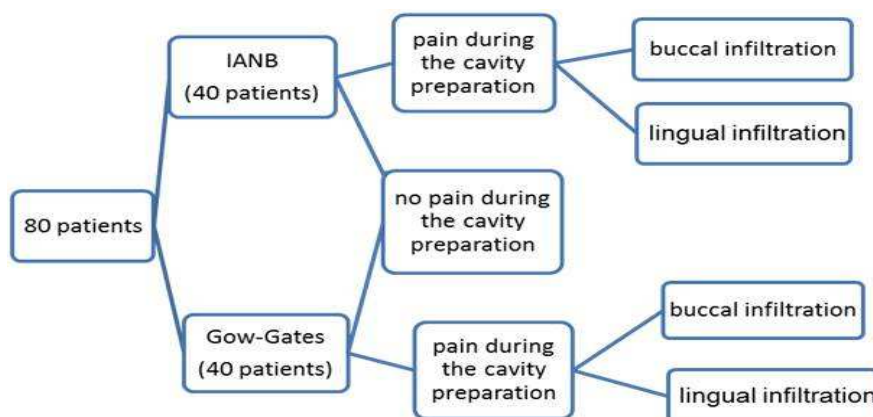 80 patients
IANB
(40 patients)
pain during
the cavity
preparation
buccal infiltration
lingual infiltration
no pain during
the cavity
preparation
Gow-Gates
(40 patients)
pain during
the cavity
preparation
buccal infiltration
lingual infiltration